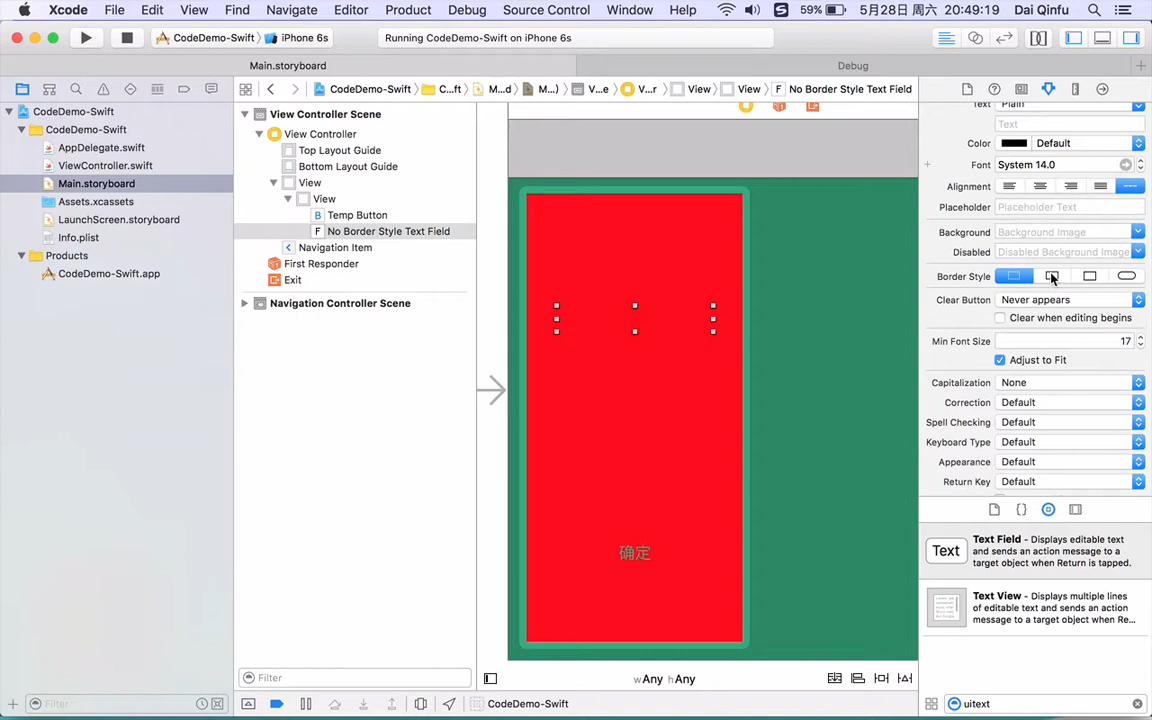 Xcode File Edit View Find Navigate Editor Product Debug Source Control Window Help 59% 5月28日 周六 20:49:19 Dai Qinfu
CodeDemo-Swift iPhone 6s Running CodeDemo-Swift on iPhone 6s
Main.storyboard Debug
CodeDemo-Swift C...ft M...d M...) V...e V...r View View F No Border Style Text Field
CodeDemo-Swift
CodeDemo-Swift
AppDelegate.swift
ViewController.swift
Main.storyboard
Assets.xcassets
LaunchScreen.storyboard
Info.plist
Products
CodeDemo-Swift.app
Filter
View Controller Scene
View Controller
Top Layout Guide
Bottom Layout Guide
View
View
B Temp Button
F No Border Style Text Field
Navigation Item
First Responder
Exit
Navigation Controller Scene
Filter
确定
wAny hAny
CodeDemo-Swift
Text Plain
Text
Color Default
Font System 14.0
Alignment
Placeholder Placeholder Text
Background Background Image
Disabled Disabled Background Image
Border Style
Clear Button Never appears
Clear when editing begins
Min Font Size 17
Adjust to Fit
Capitalization None
Correction Default
Spell Checking Default
Keyboard Type Default
Appearance Default
Return Key Default
Text
Text Field - Displays editable text
and sends an action message to a
target object when Return is tapped.
Text View - Displays multiple lines
of editable text and sends an action
message to a target object when Re...
uitext